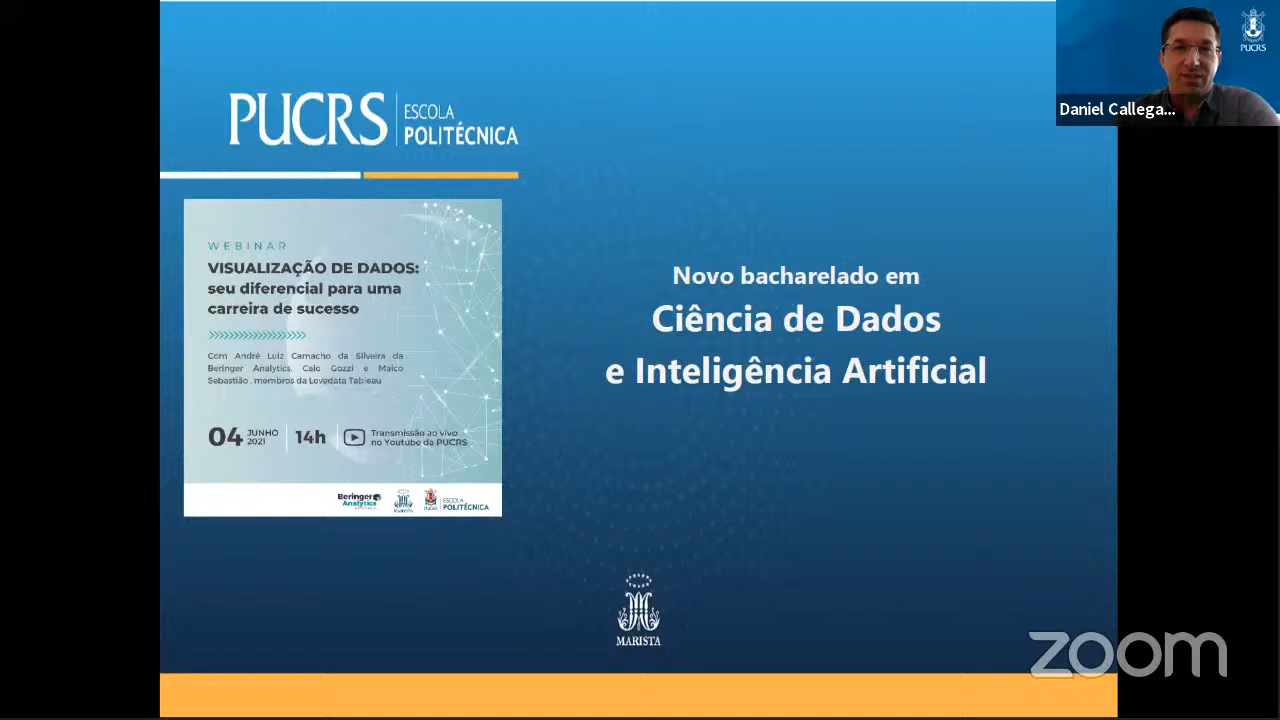 PUCRS
Daniel Callega...
PUCRS
ESCOLA
POLITÉCNICA
WEBINAR
VISUALIZAÇÃO DE DADOS:
seu diferencial para uma
carreira de sucesso
Com André Luiz Camacho da Silveira da
Beringer Analytics, Caio Gozzi e Maico
Sebastião , membros da Lovedata Tableau
04 JUNHO
2021
14h
Transmissão ao vivo
no Youtube da PUCRS
Beringer
Analytics
MARISTA
PUCRS
ESCOLA
POLITÉCNICA
Novo bacharelado em
Ciência de Dados
e Inteligência Artificial
MARISTA
zoom